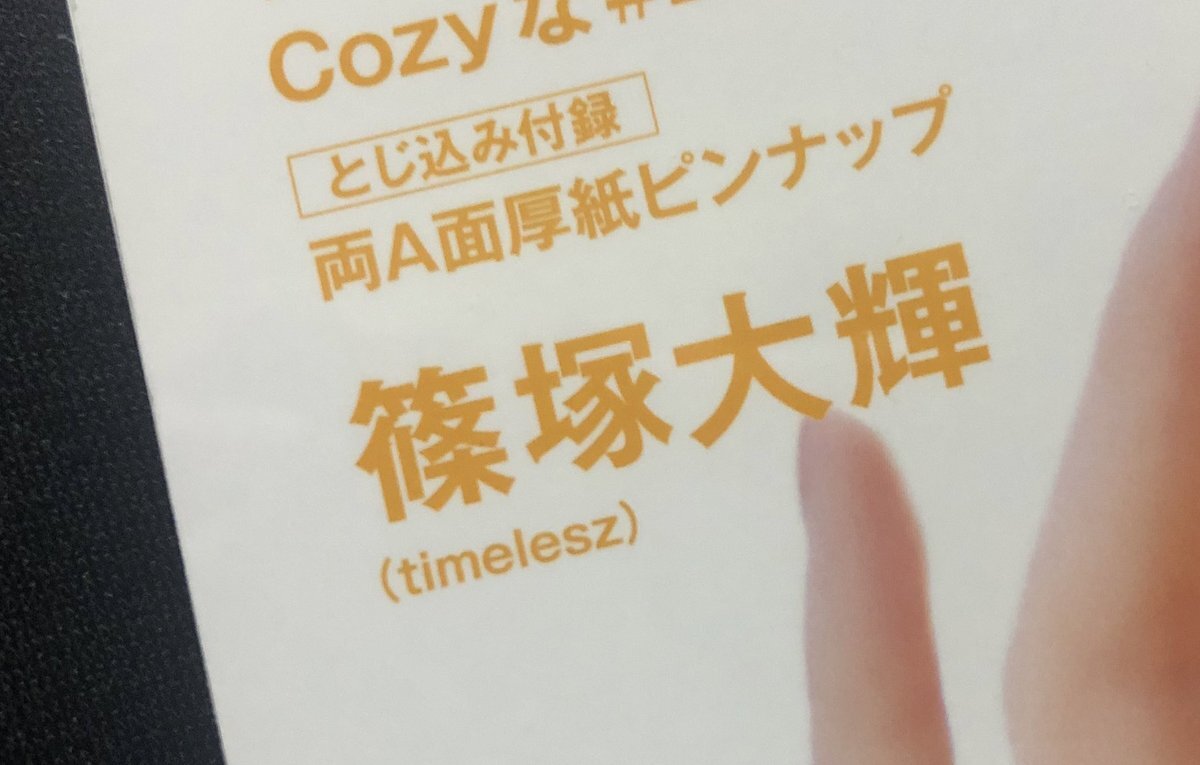 Cozyな#
とじ込み付録
両A面厚紙ピンナップ
篠塚大輝
(timelesz)